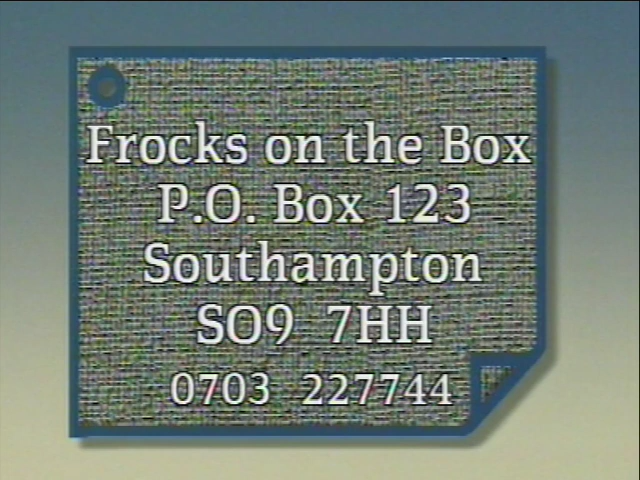 Frocks on the Box
P.O. Box 123
Southampton
SO9 7HH
0703 227744